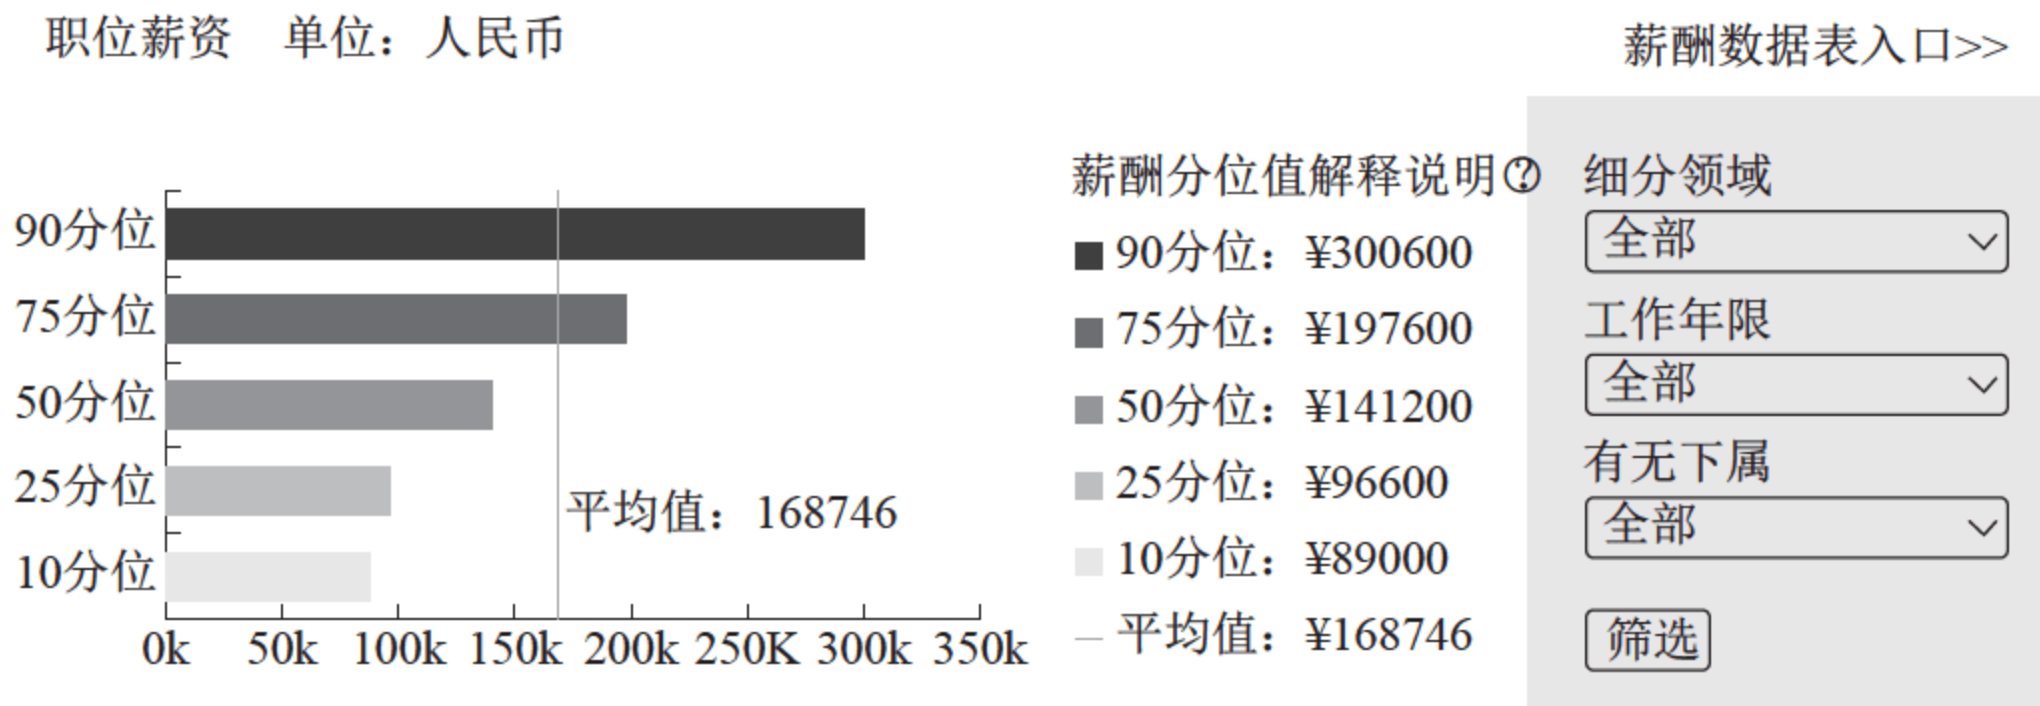 职位薪资 单位：人民币
薪酬数据表入口>>
90分位
75分位
50分位
25分位
10分位
平均值：168746
0k 50k 100k 150k 200k 250K 300k 350k
薪酬分位值解释说明?
90分位：¥300600
75分位：¥197600
50分位：¥141200
25分位：¥96600
10分位：¥89000
平均值：¥168746
细分领域
全部
工作年限
全部
有无下属
全部
筛选